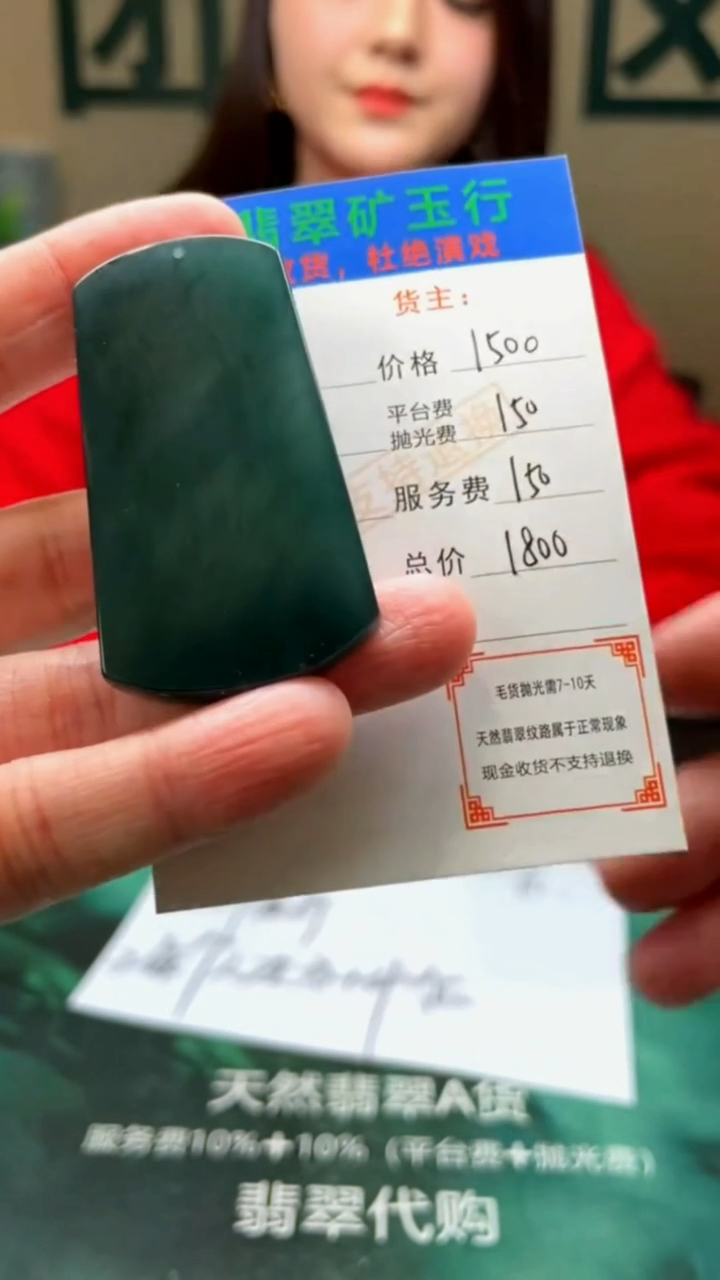 翡翠矿玉行
收货，杜绝演戏
货主：
价格 1500
平台费
抛光费 150
服务费 150
总价 1800
毛货抛光需7-10天
天然翡翠纹路属于正常现象
现金收货不支持退换
天然翡翠A货
服务费10%+10%（平台费+抛光费）
翡翠代购